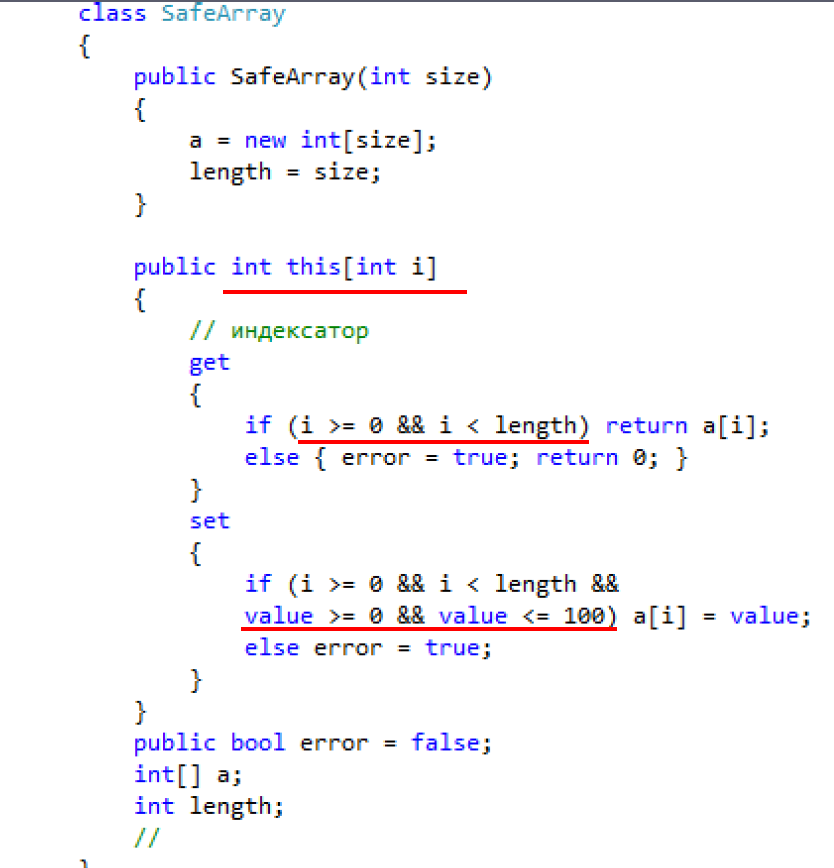 class SafeArray
{
public SafeArray(int size)
{
a = new int[size];
length = size;
}
public int this[int i]
{
// индексатор
get
{
if (i >= 0 && i < length) return a[i];
else { error = true; return 0; }
}
set
{
if (i >= 0 && i < length &&
value >= 0 && value <= 100) a[i] = value;
else error = true;
}
}
public bool error = false;
int[] a;
int length;
//
}